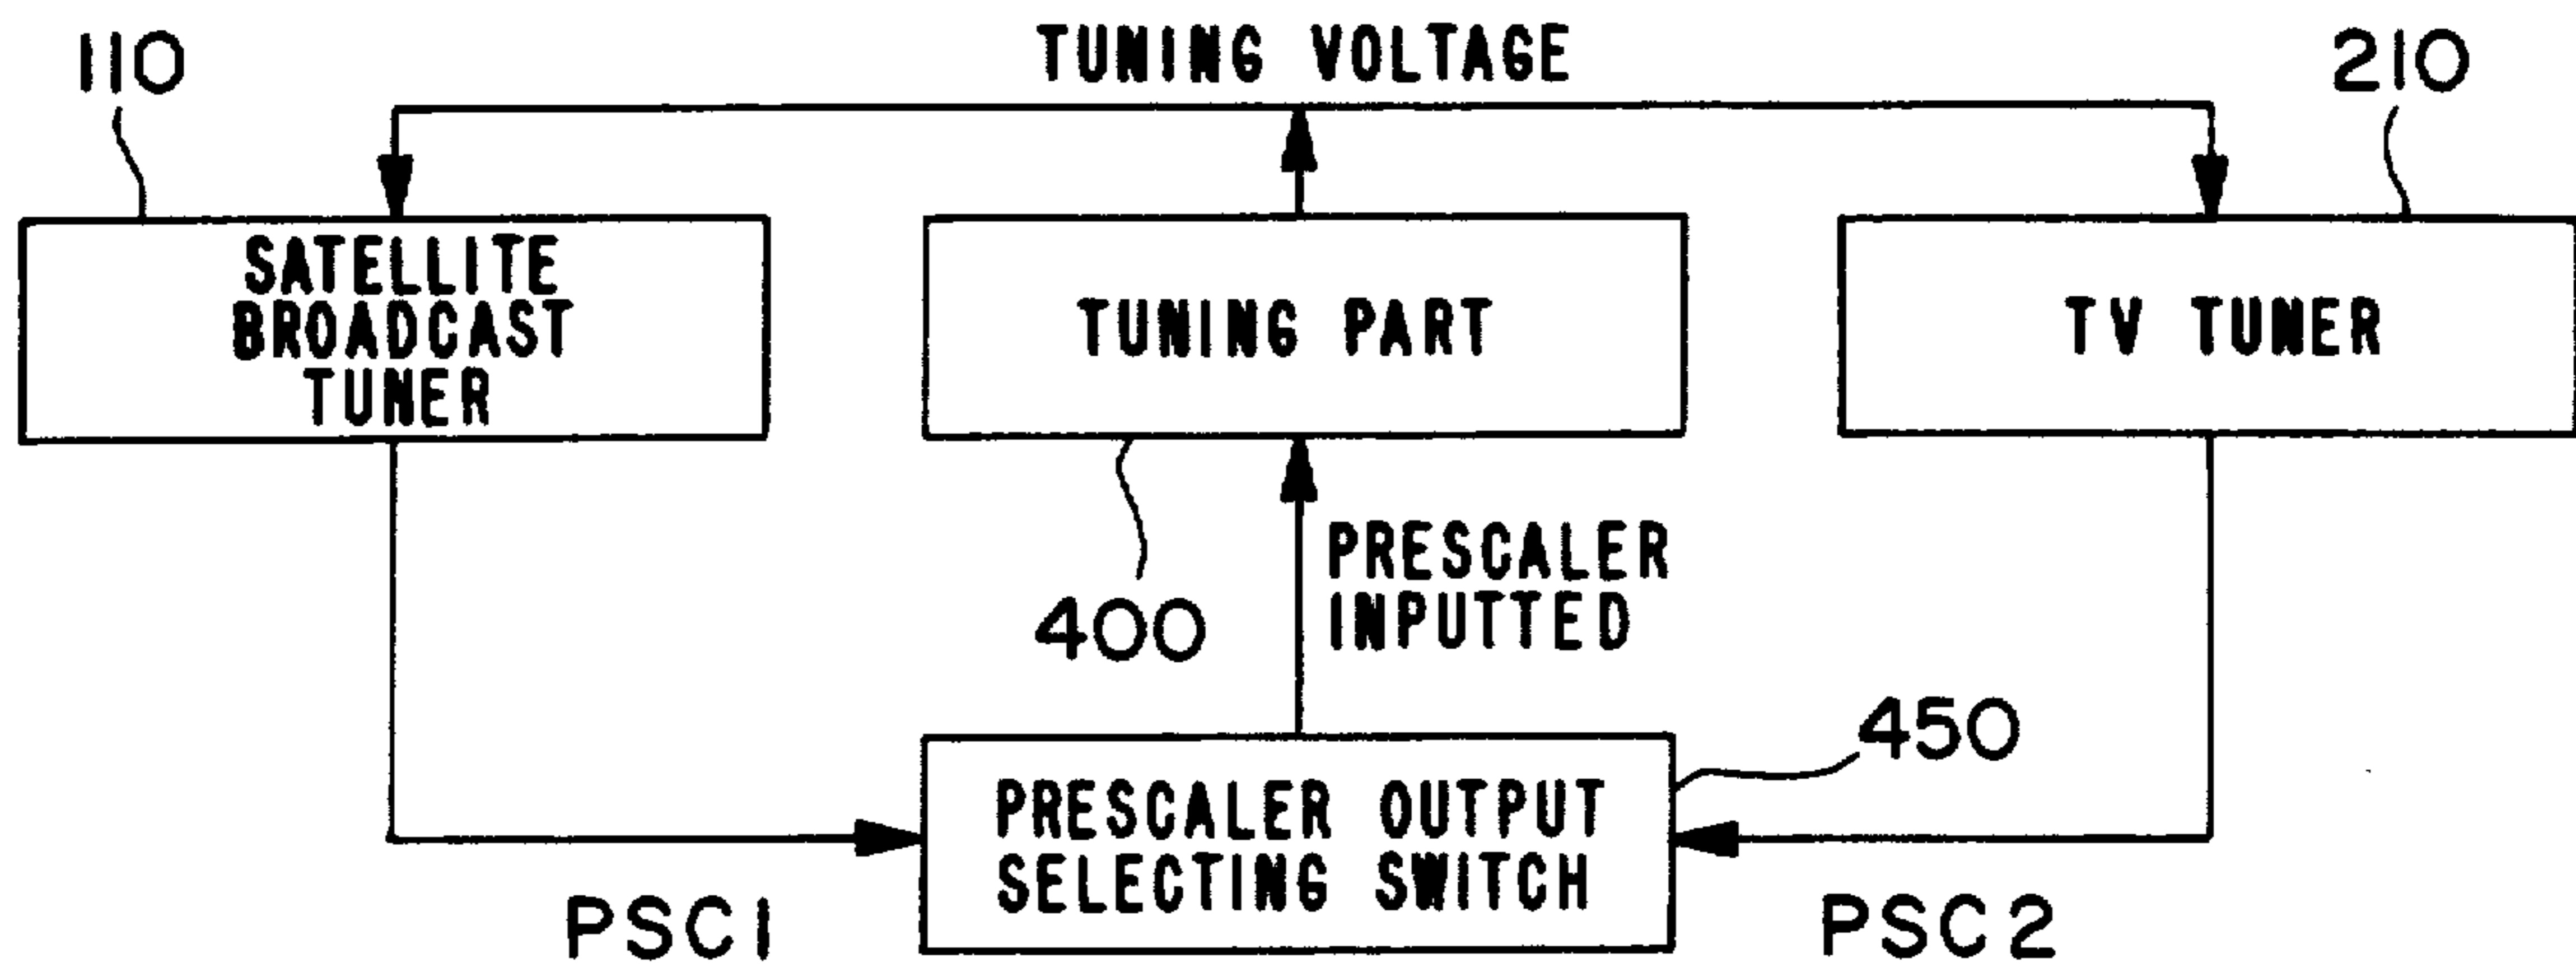 TUNING VOLTAGE
110
210
SATELLITE
BROADCAST
TUNER
TUNING PART
TV TUNER
400
PRESCALER
INPUTTED
450
PRESCALER OUTPUT
SELECTING SWITCH
PSC1
PSC2